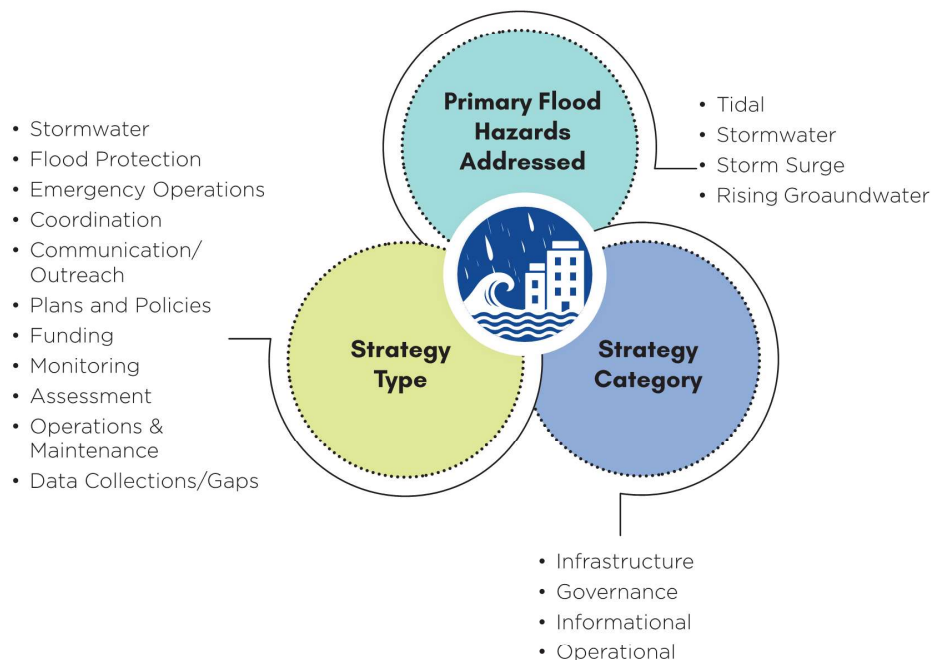 Primary Flood
Hazards
Addressed
• Tidal
• Stormwater
• Storm Surge
• Rising Groaundwater
• Stormwater
• Flood Protection
• Emergency Operations
• Coordination
• Communication/
Outreach
• Plans and Policies
• Funding
• Monitoring
• Assessment
• Operations &
Maintenance
• Data Collections/Gaps
Strategy
Type
Strategy
Category
• Infrastructure
• Governance
• Informational
• Operational